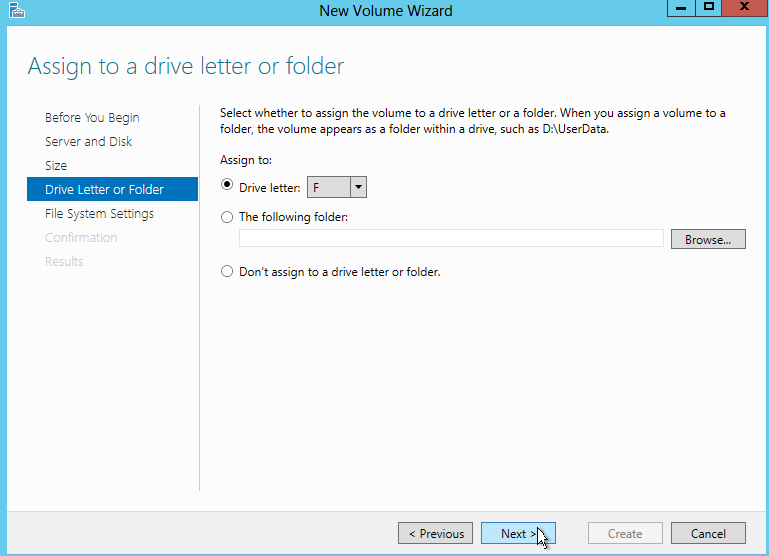 New Volume Wizard
Assign to a drive letter or folder
Before You Begin
Server and Disk
Size
Drive Letter or Folder
File System Settings
Confirmation
Results
Select whether to assign the volume to a drive letter or a folder. When you assign a volume to a
folder, the volume appears as a folder within a drive, such as D:\UserData.
Assign to:
Drive letter: F
The following folder:
Browse...
Don't assign to a drive letter or folder.
< Previous Next > Create Cancel